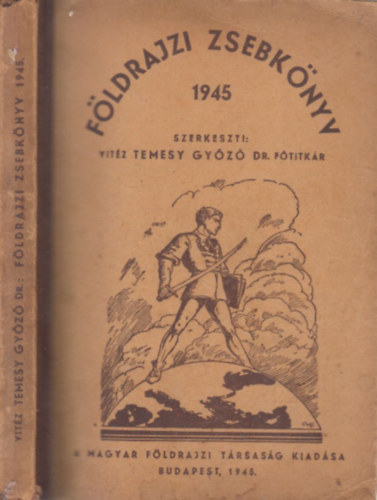 VITÉZ TEMESY GYŐZŐ DR.: FÖLDRAJZI ZSEBKÖNYV 1945.
FÖLDRAJZI ZSEBKÖNYV
1945
SZERKESZTI:
VITÉZ TEMESY GYŐZŐ DR. FŐTITKÁR
A MAGYAR FÖLDRAJZI TÁRSASÁG KIADÁSA
BUDAPEST, 1945.